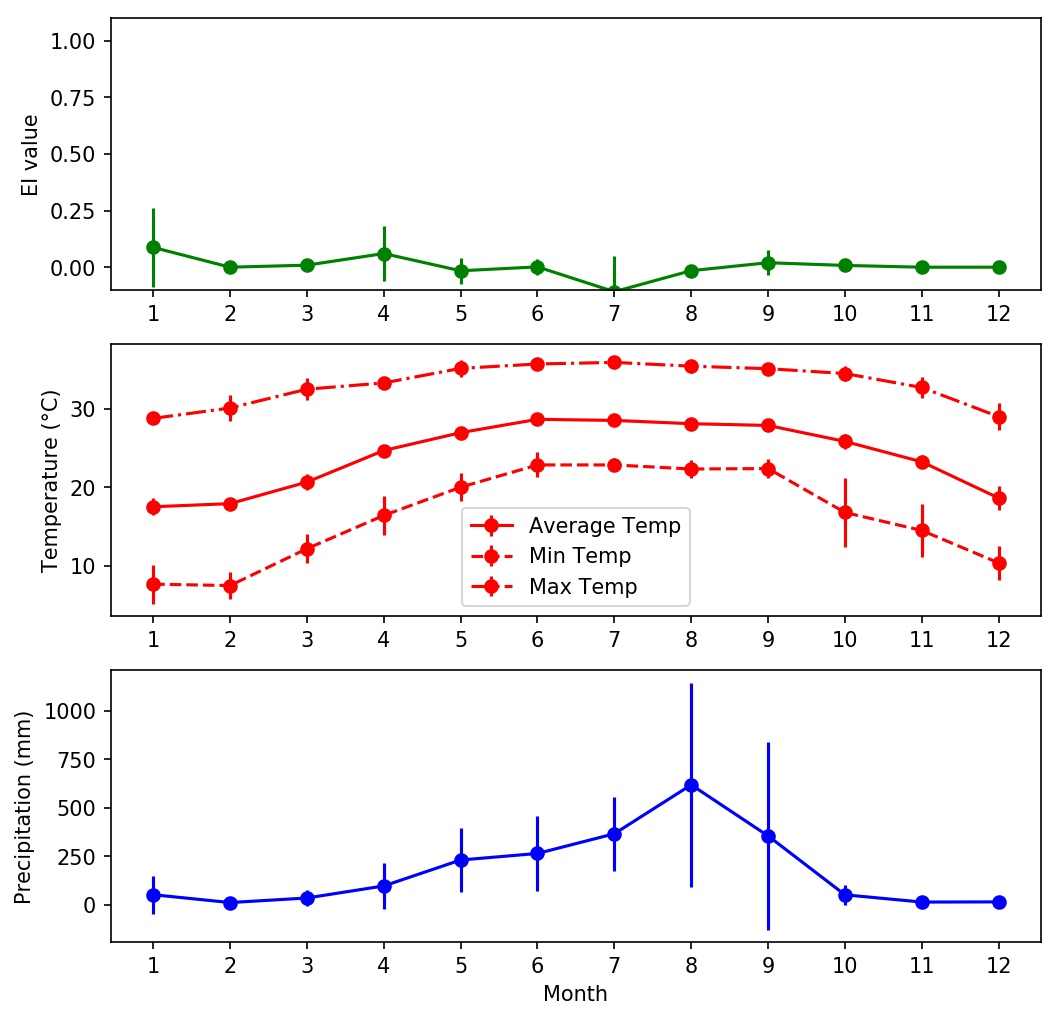 EI value
1.00
0.75
0.50
0.25
0.00
1 2 3 4 5 6 7 8 9 10 11 12
Temperature (°C)
30
20
10
Average Temp
Min Temp
Max Temp
1 2 3 4 5 6 7 8 9 10 11 12
Precipitation (mm)
1000
750
500
250
0
1 2 3 4 5 6 7 8 9 10 11 12
Month